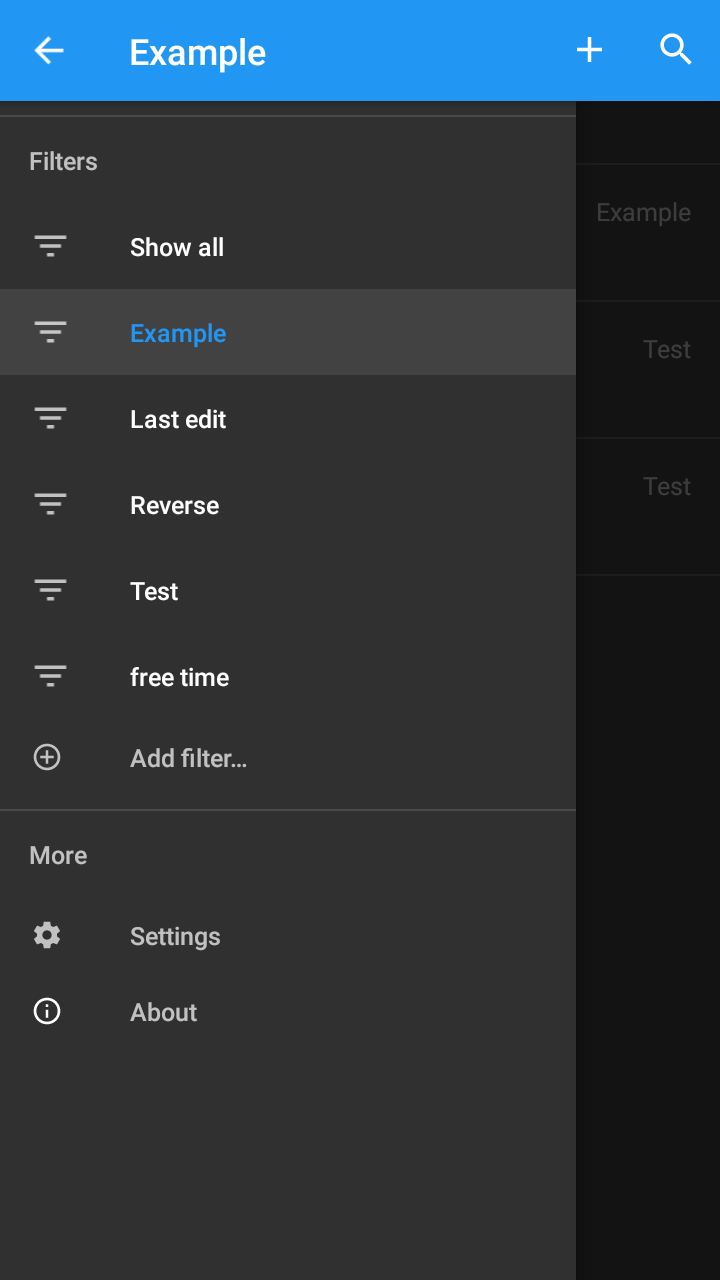 Example
Filters
Show all
Example
Last edit
Reverse
Test
free time
Add filter...
More
Settings
About
Example
Test
Test